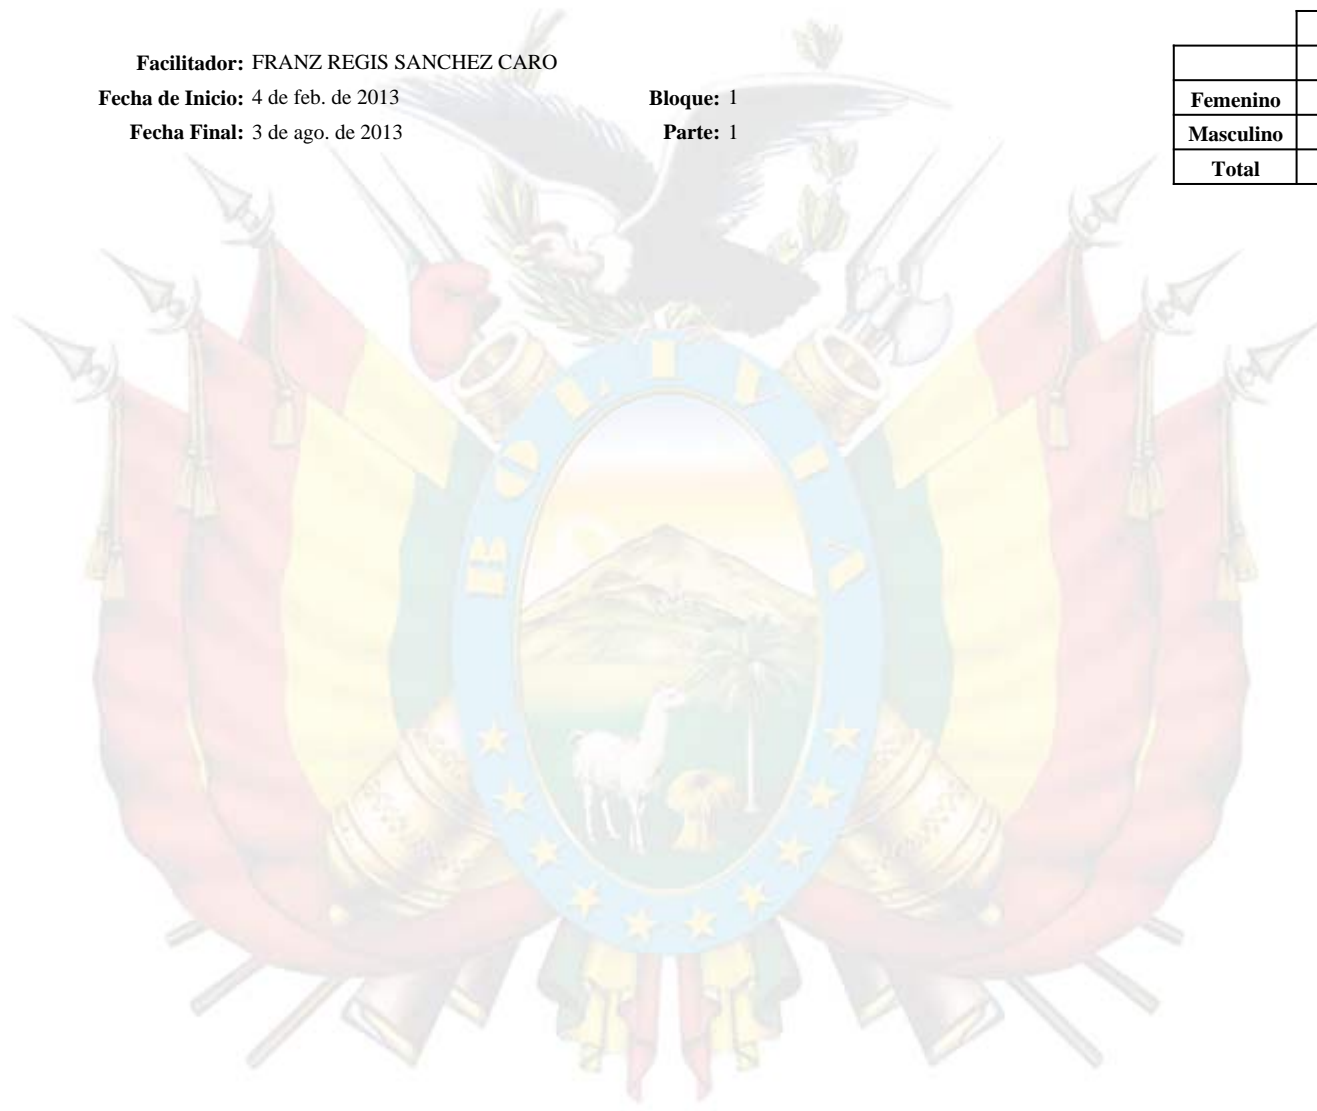 Facilitador: FRANZ REGIS SANCHEZ CARO
Fecha de Inicio: 4 de feb. de 2013 Bloque: 1
Fecha Final: 3 de ago. de 2013 Parte: 1
Femenino
Masculino
Total
BOLIVIA